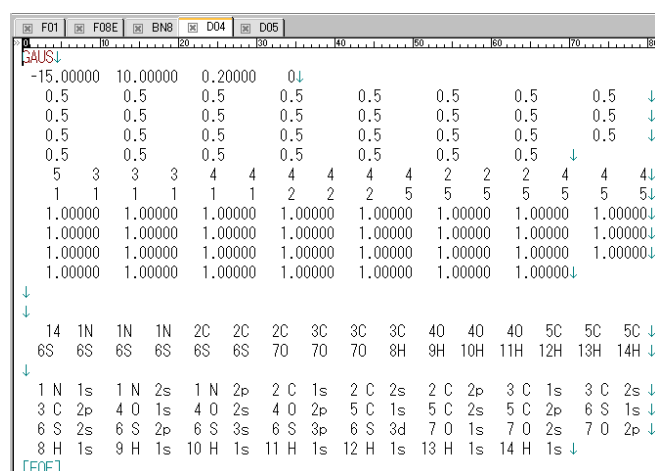 F01 F08E BN8 D04 D05
0 10 20 30 40 50 60 70 80
GAUS↓
-15.00000 10.00000 0.20000 0↓
0.5 0.5 0.5 0.5 0.5 0.5 0.5 0.5 ↓
0.5 0.5 0.5 0.5 0.5 0.5 0.5 0.5 ↓
0.5 0.5 0.5 0.5 0.5 0.5 0.5 0.5 ↓
0.5 0.5 0.5 0.5 0.5 0.5 0.5 ↓
5 3 3 3 4 4 4 4 4 4 2 2 2 4 4 4↓
1 1 1 1 1 1 2 2 2 5 5 5 5 5 5 5↓
1.00000 1.00000 1.00000 1.00000 1.00000 1.00000 1.00000 1.00000↓
1.00000 1.00000 1.00000 1.00000 1.00000 1.00000 1.00000 1.00000↓
1.00000 1.00000 1.00000 1.00000 1.00000 1.00000 1.00000 1.00000↓
1.00000 1.00000 1.00000 1.00000 1.00000 1.00000 1.00000↓
↓
↓
14 1N 1N 1N 2C 2C 2C 3C 3C 3C 4O 4O 4O 5C 5C 5C ↓
6S 6S 6S 6S 6S 6S 7O 7O 7O 8H 9H 10H 11H 12H 13H 14H ↓
↓
1 N 1s 1 N 2s 1 N 2p 2 C 1s 2 C 2s 2 C 2p 3 C 1s 3 C 2s ↓
3 C 2p 4 O 1s 4 O 2s 4 O 2p 5 C 1s 5 C 2s 5 C 2p 6 S 1s ↓
6 S 2s 6 S 2p 6 S 3s 6 S 3p 6 S 3d 7 O 1s 7 O 2s 7 O 2p ↓
8 H 1s 9 H 1s 10 H 1s 11 H 1s 12 H 1s 13 H 1s 14 H 1s ↓
[EOF]